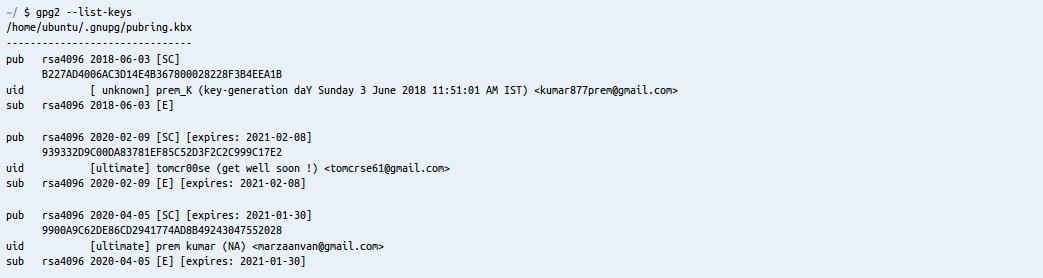 ~/ $ gpg2 --list-keys
/home/ubuntu/.gnupg/pubring.kbx
-------------------------------
pub   rsa4096 2018-06-03 [SC]
      B227AD4006AC3D14E4B367800028228F3B4EEA1B
uid           [ unknown] prem_K (key-generation daY Sunday 3 June 2018 11:51:01 AM IST) <kumar877prem@gmail.com>
sub   rsa4096 2018-06-03 [E]

pub   rsa4096 2020-02-09 [SC] [expires: 2021-02-08]
      939332D9C00DA83781EF85C52D3F2C2C999C17E2
uid           [ultimate] tomcr00se (get well soon !) <tomcrse61@gmail.com>
sub   rsa4096 2020-02-09 [E] [expires: 2021-02-08]

pub   rsa4096 2020-04-05 [SC] [expires: 2021-01-30]
      9900A9C62DE86CD2941774AD8B49243047552028
uid           [ultimate] prem kumar (NA) <marzaanvan@gmail.com>
sub   rsa4096 2020-04-05 [E] [expires: 2021-01-30]